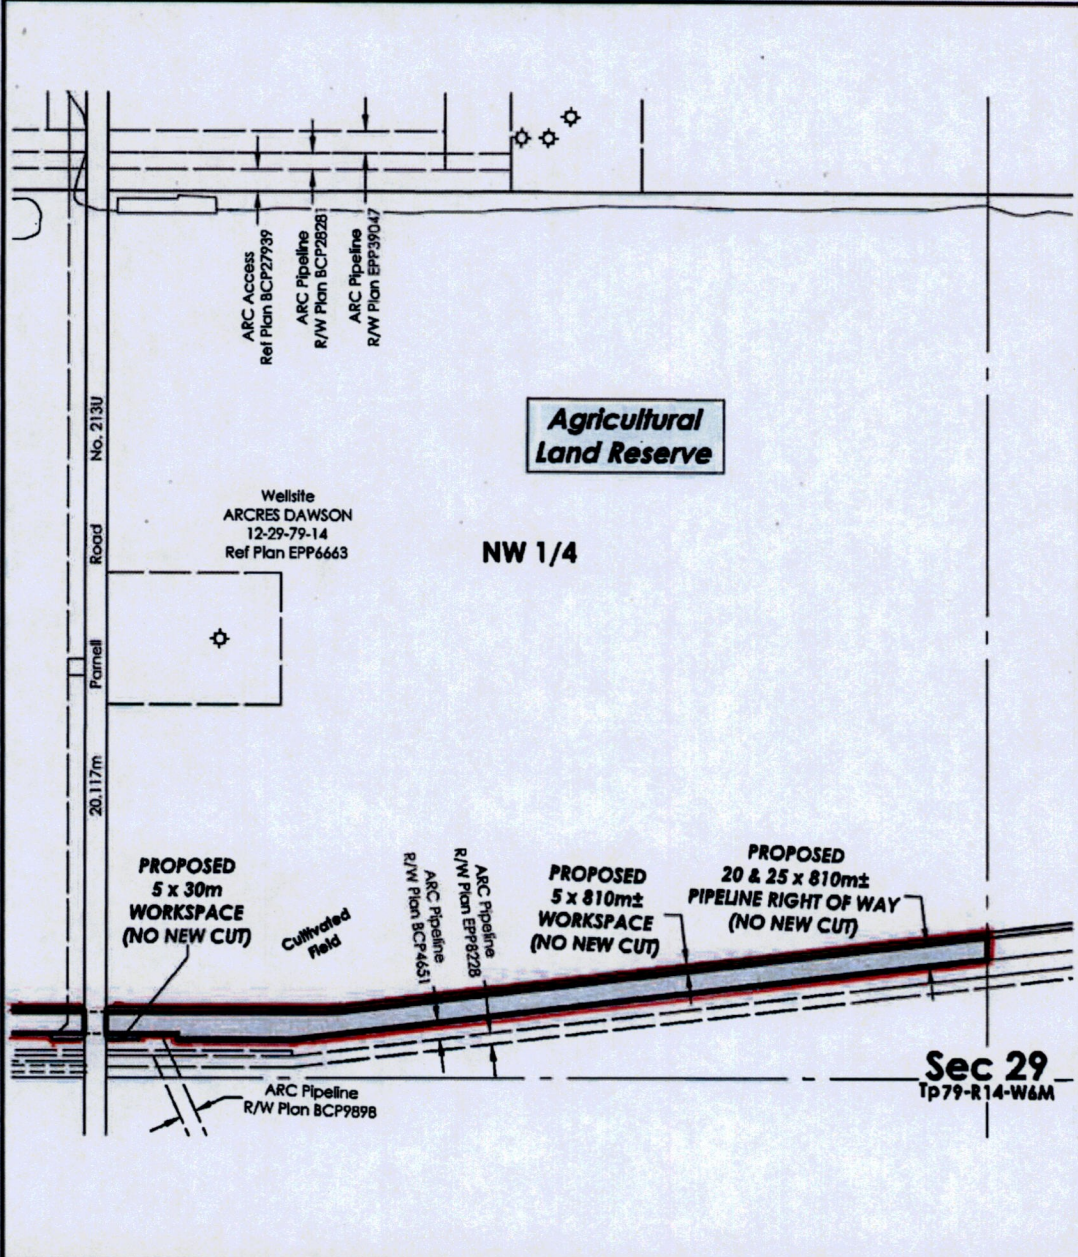 ARC Access
Ref Plan BCP27939
ARC Pipeline
R/W Plan BCP28281
ARC Pipeline
R/W Plan EPP39047
Agricultural
Land Reserve
20.117m Parnell Road No. 213U
Wellsite
ARCRES DAWSON
12-29-79-14
Ref Plan EPP6663
NW 1/4
PROPOSED
5 x 30m
WORKSPACE
(NO NEW CUT)
Cultivated
Field
ARC Pipeline
R/W Plan BCP4651
ARC Pipeline
R/W Plan EPP8228
PROPOSED
5 x 810m±
WORKSPACE
(NO NEW CUT)
PROPOSED
20 & 25 x 810m±
PIPELINE RIGHT OF WAY
(NO NEW CUT)
ARC Pipeline
R/W Plan BCP9898
Sec 29
Tp79-R14-W6M